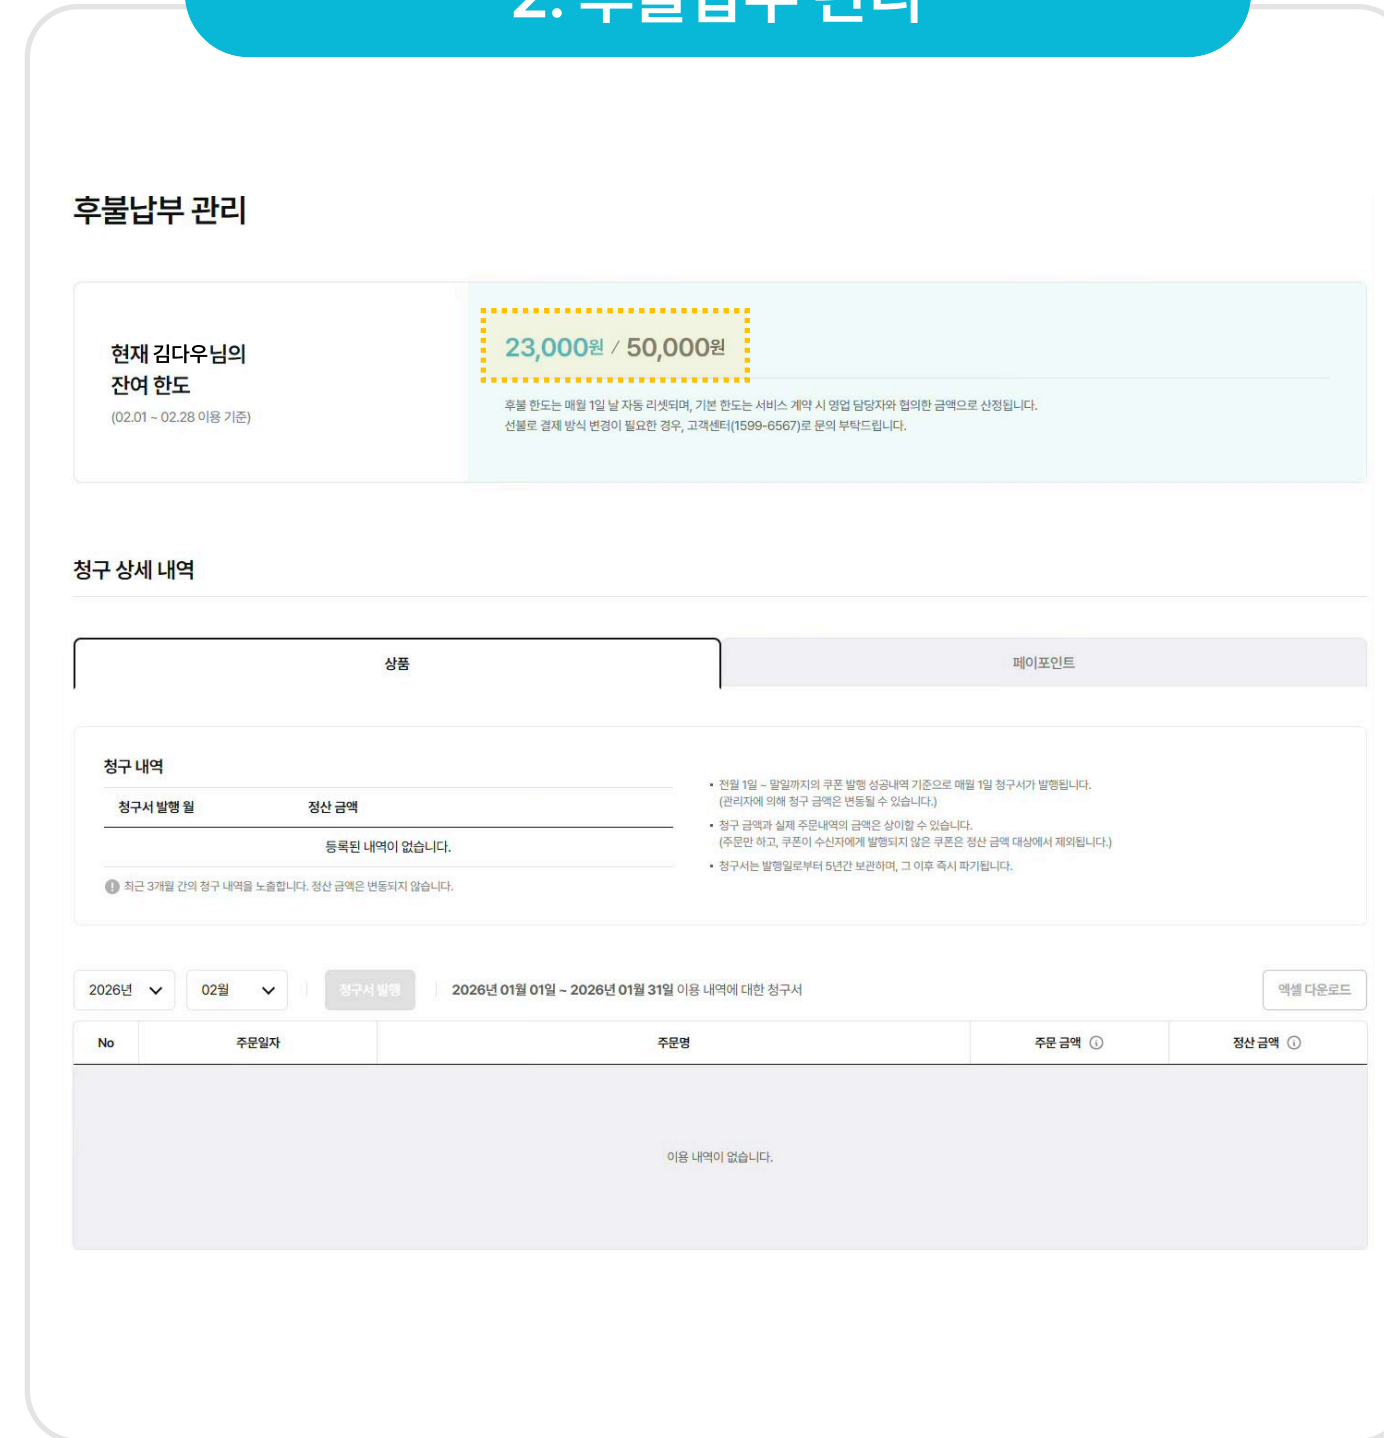 2. 후불납부 관리
후불납부 관리
현재 김다우님의
잔여 한도
(02.01 ~ 02.28 이용 기준)
23,000원 / 50,000원
후불 한도는 매월 1일 날 자동 리셋되며, 기본 한도는 서비스 계약 시 영업 담당자와 협의한 금액으로 산정됩니다.
선불로 결제 방식 변경이 필요한 경우, 고객센터(1599-6567)로 문의 부탁드립니다.
청구 상세 내역
상품
페이포인트
청구 내역
청구서 발행 월 정산 금액
등록된 내역이 없습니다.
최근 3개월 간의 청구 내역을 노출합니다. 정산 금액은 변동되지 않습니다.
▪ 전월 1일 ~ 말일까지의 쿠폰 발행 성공내역 기준으로 매월 1일 청구서가 발행됩니다.
(관리자에 의해 청구 금액은 변동될 수 있습니다.)
▪ 청구 금액과 실제 주문내역의 금액은 상이할 수 있습니다.
(주문만 하고, 쿠폰이 수신자에게 발행되지 않은 쿠폰은 정산 금액 대상에서 제외됩니다.)
▪ 청구서는 발행일로부터 5년간 보관하며, 그 이후 즉시 파기됩니다.
2026년 02월 청구서 발행 2026년 01월 01일 ~ 2026년 01월 31일 이용 내역에 대한 청구서 엑셀 다운로드
No 주문일자 주문명 주문 금액 정산 금액
이용 내역이 없습니다.